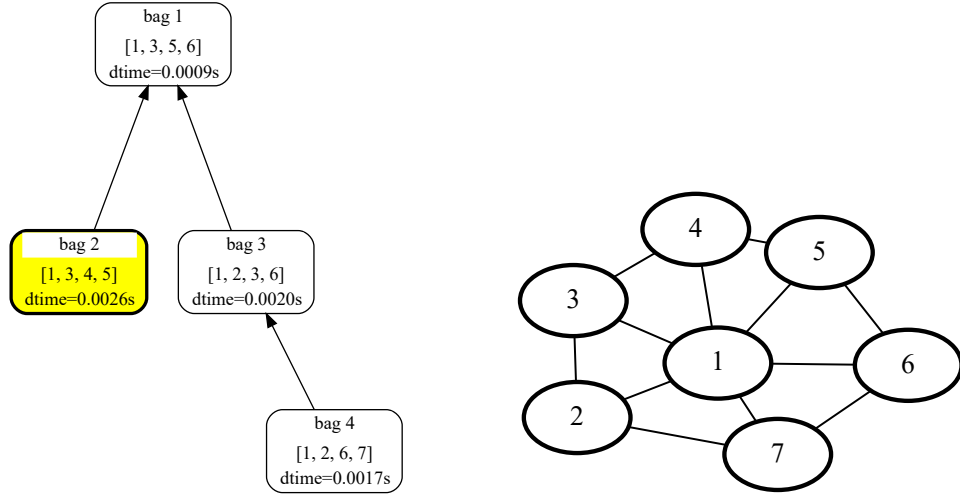 bag 1
[1, 3, 5, 6]
dtime=0.0009s
bag 2
[1, 3, 4, 5]
dtime=0.0026s
bag 3
[1, 2, 3, 6]
dtime=0.0020s
bag 4
[1, 2, 6, 7]
dtime=0.0017s
4
5
3
1
6
2
7